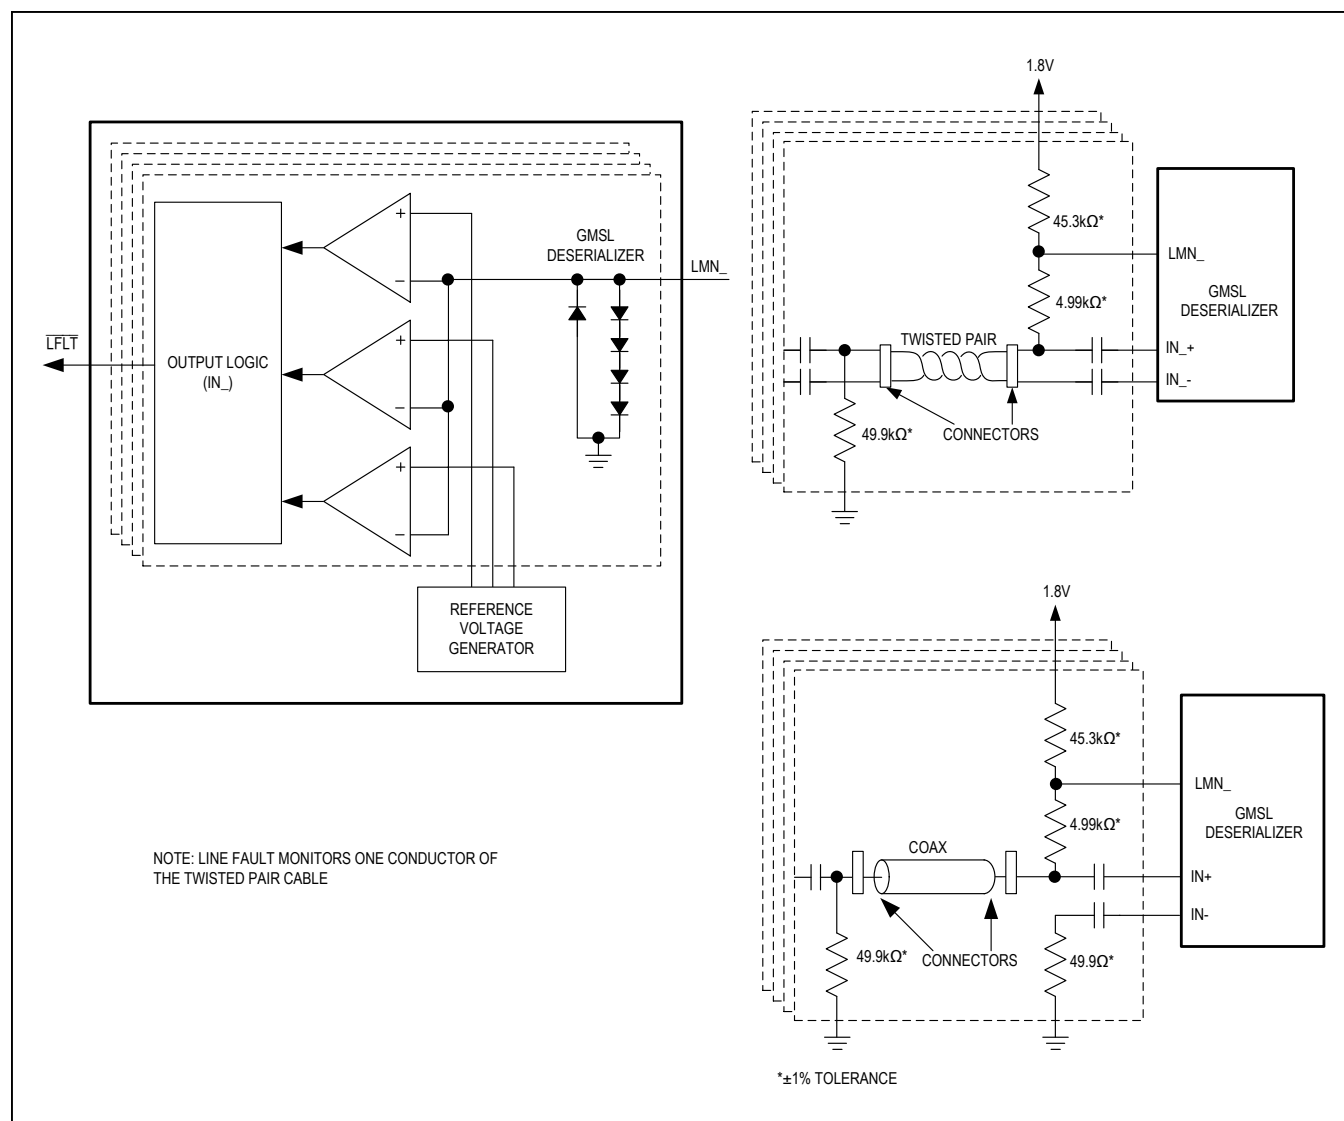 GMSL
DESERIALIZER
LMN_
+
−
+
−
+
−
LFLT
OUTPUT LOGIC
(IN_)
REFERENCE
VOLTAGE
GENERATOR
NOTE: LINE FAULT MONITORS ONE CONDUCTOR OF
THE TWISTED PAIR CABLE
1.8V
45.3kΩ*
LMN_
4.99kΩ*
GMSL
DESERIALIZER
TWISTED PAIR
IN_+
IN_-
49.9kΩ*
CONNECTORS
1.8V
45.3kΩ*
LMN_
4.99kΩ*
GMSL
DESERIALIZER
COAX
IN+
IN-
49.9kΩ*
CONNECTORS
49.9Ω*
*±1% TOLERANCE